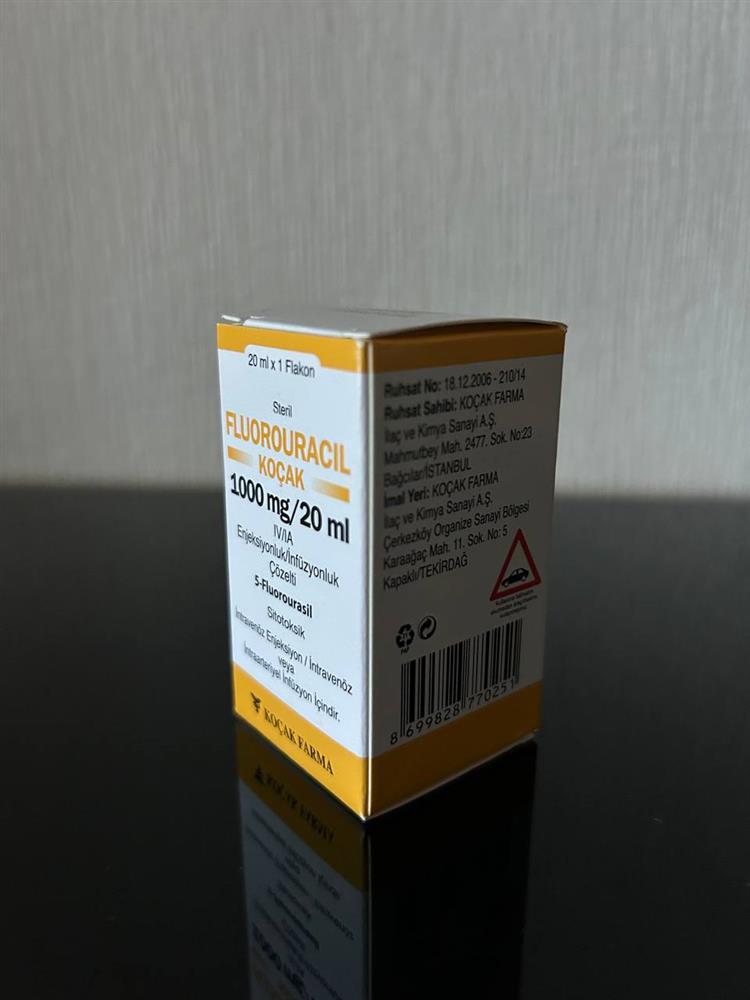 20 ml x 1 Flakon
Steril
FLUOROURACIL
KOÇAK
1000 mg/20 ml
IV/IA
Enjeksiyonluk/İnfüzyonluk
Çözelti
5-Fluorourasil
Sitotoksik
İntravenöz Enjeksiyon / İntravenöz
veya
İntraarteriyel İnfüzyon İçindir.
KOÇAK FARMA
Ruhsat No: 18.12.2006 - 210/14
Ruhsat Sahibi: KOÇAK FARMA
İlaç ve Kimya Sanayi A.Ş.
Mahmutbey Mah. 2477. Sok. No:23
Bağcılar/İSTANBUL
İmal Yeri: KOÇAK FARMA
İlaç ve Kimya Sanayi A.Ş.
Çerkezköy Organize Sanayi Bölgesi
Karaağaç Mah. 11. Sok. No: 5
Kapaklı/TEKİRDAĞ
PAP
8 699828 770251